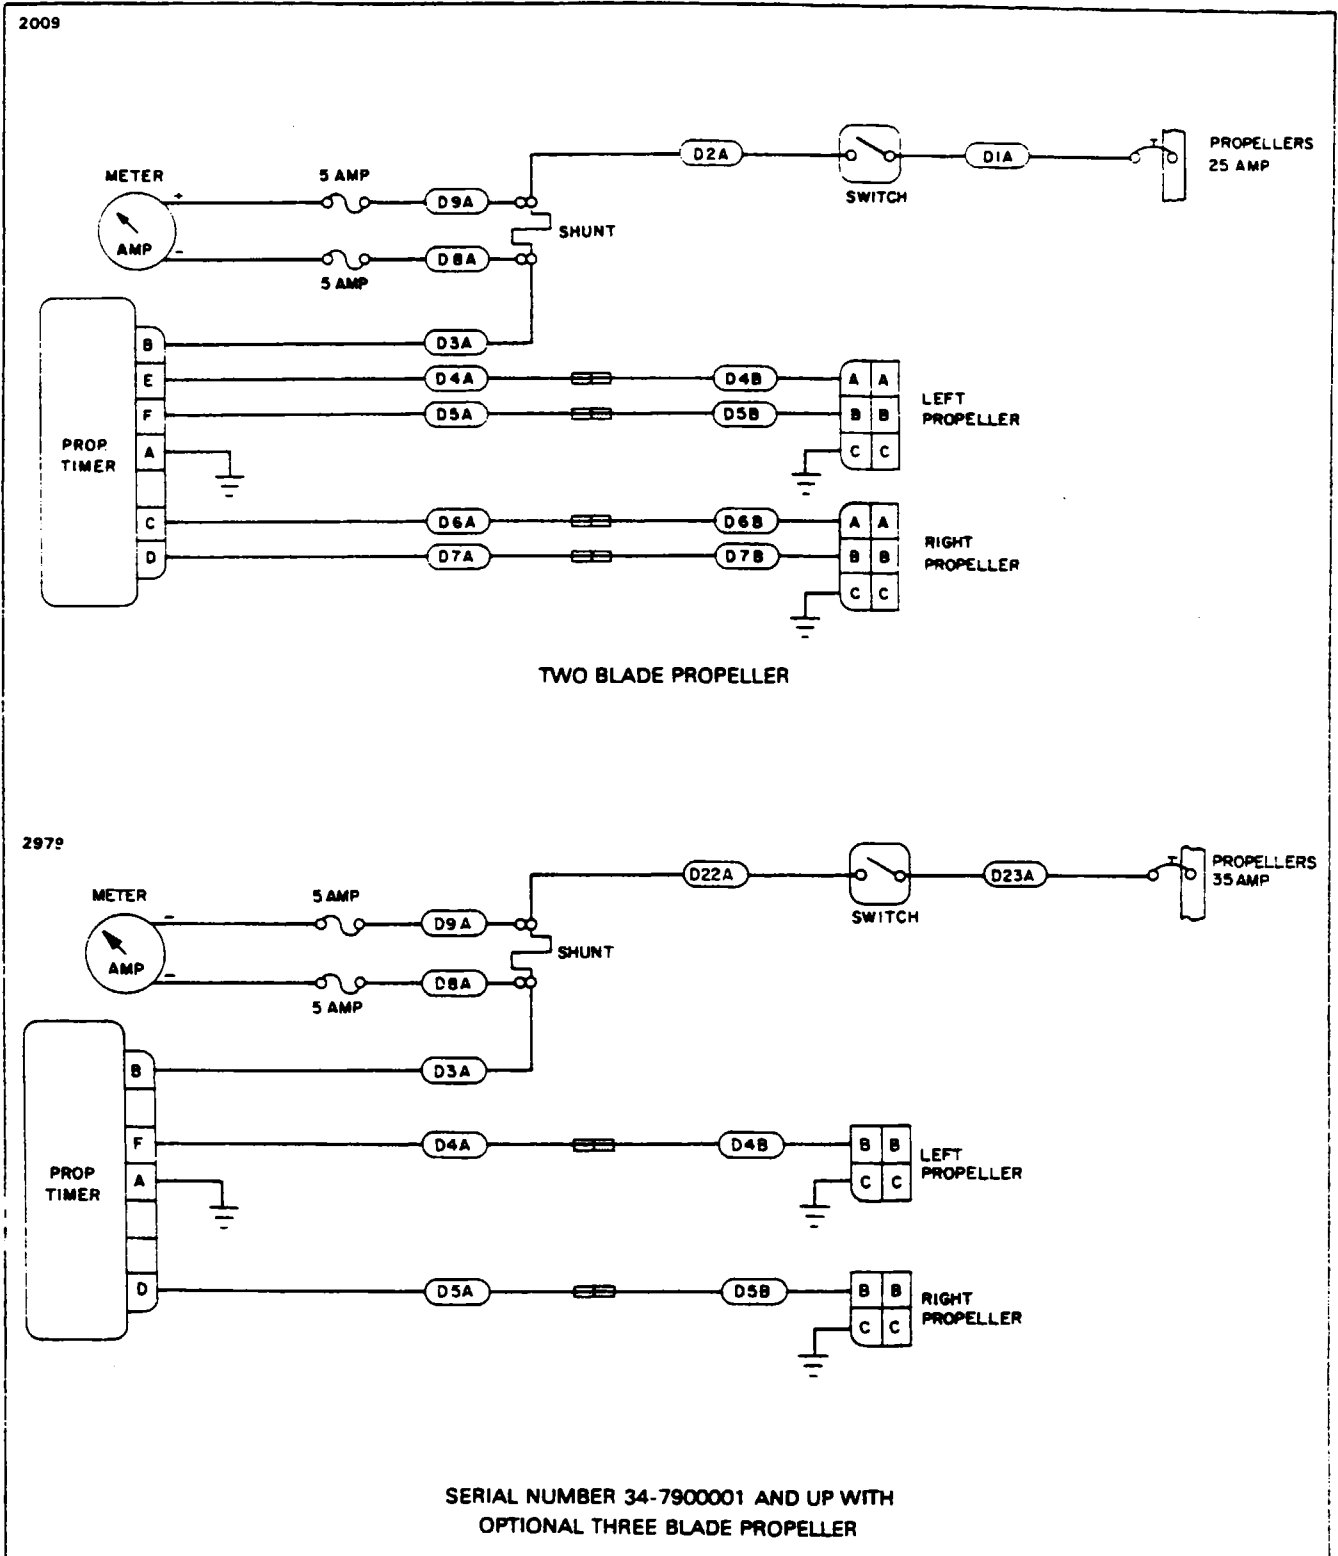 2009
D2A
D1A
PROPELLERS
25 AMP
SWITCH
METER
5 AMP
+
D9A
SHUNT
AMP
-
D8A
5 AMP
B
D3A
E
D4A
D4B
A A
LEFT
PROPELLER
F
D5A
D5B
B B
PROP.
TIMER
A
C C
C
D6A
D6B
A A
RIGHT
PROPELLER
D
D7A
D7B
B B
C C
TWO BLADE PROPELLER
2979
D22A
D23A
PROPELLERS
35 AMP
SWITCH
METER
5 AMP
-
D9A
SHUNT
AMP
-
D8A
5 AMP
B
D3A
F
D4A
D4B
B B
LEFT
PROPELLER
PROP
TIMER
A
C C
D
D5A
D5B
B B
RIGHT
PROPELLER
C C
SERIAL NUMBER 34-7900001 AND UP WITH
OPTIONAL THREE BLADE PROPELLER